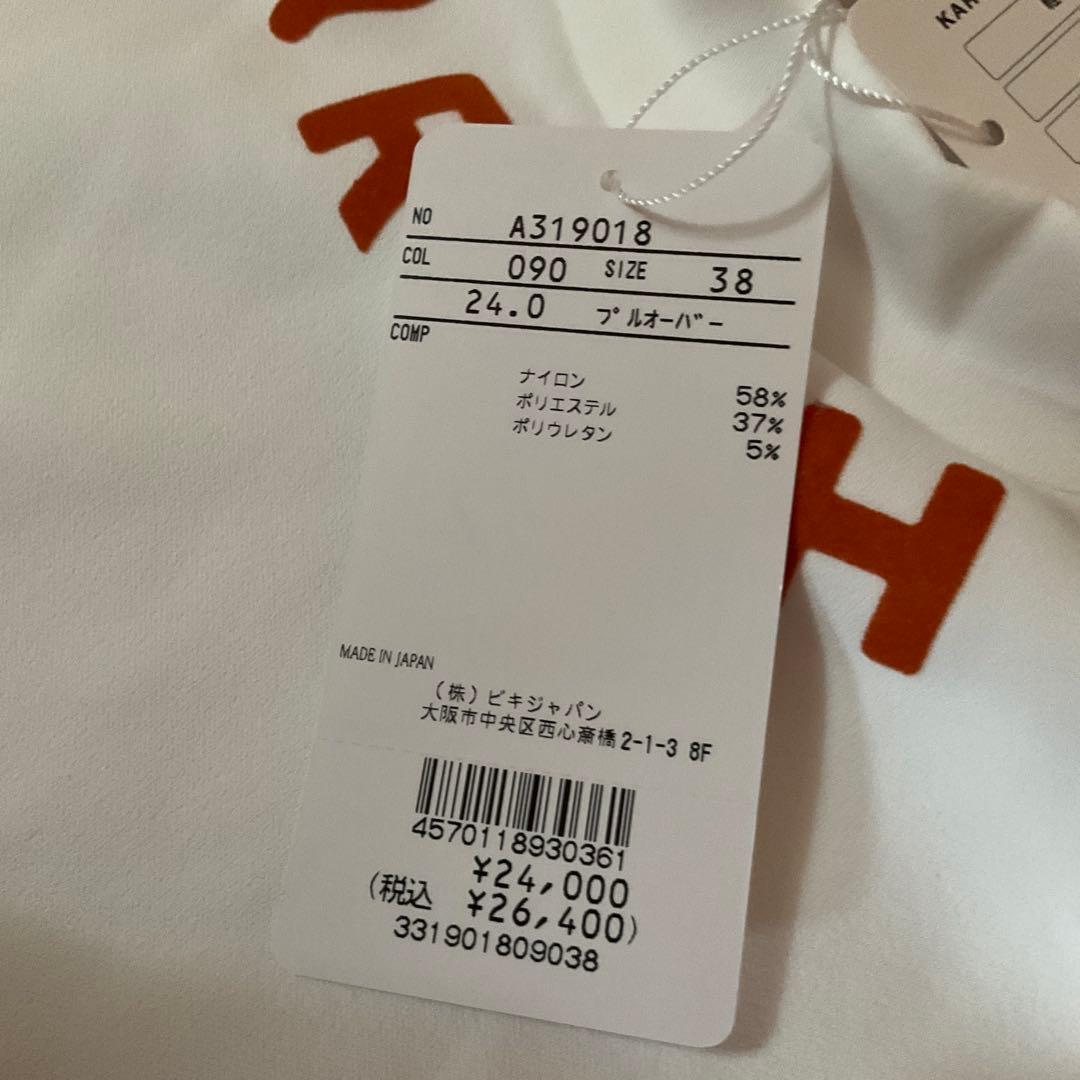 KAR
NO A319018
COL 090 SIZE 38
24.0 プルオーバー
COMP
ナイロン 58%
ポリエステル 37%
ポリウレタン 5%
H
MADE IN JAPAN
(株)ビキジャパン
大阪市中央区西心斎橋2-1-3 8F
4570118930361
¥24,000
(税込 ¥26,400)
331901809038